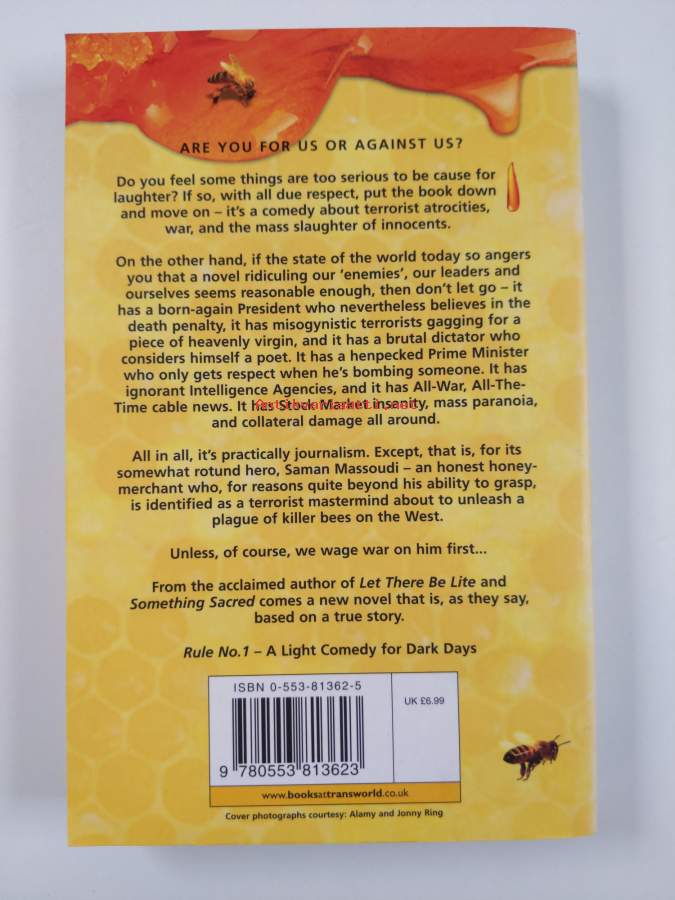 ARE YOU FOR US OR AGAINST US?
Do you feel some things are too serious to be cause for
laughter? If so, with all due respect, put the book down
and move on – it's a comedy about terrorist atrocities,
war, and the mass slaughter of innocents.
On the other hand, if the state of the world today so angers
you that a novel ridiculing our 'enemies', our leaders and
ourselves seems reasonable enough, then don't let go – it
has a born-again President who nevertheless believes in the
death penalty, it has misogynistic terrorists gagging for a
piece of heavenly virgin, and it has a brutal dictator who
considers himself a poet. It has a henpecked Prime Minister
who only gets respect when he's bombing someone. It has
ignorant Intelligence Agencies, and it has All-War, All-The-
Time cable news. It has Stock Market insanity, mass paranoia,
and collateral damage all around.
All in all, it's practically journalism. Except, that is, for its
somewhat rotund hero, Saman Massoudi – an honest honey-
merchant who, for reasons quite beyond his ability to grasp,
is identified as a terrorist mastermind about to unleash a
plague of killer bees on the West.
Unless, of course, we wage war on him first...
From the acclaimed author of Let There Be Lite and
Something Sacred comes a new novel that is, as they say,
based on a true story.
Rule No.1 – A Light Comedy for Dark Days
ISBN 0-553-81362-5
UK £6.99
9 780553 813623
www.booksattransworld.co.uk
Cover photographs courtesy: Alamy and Jonny Ring